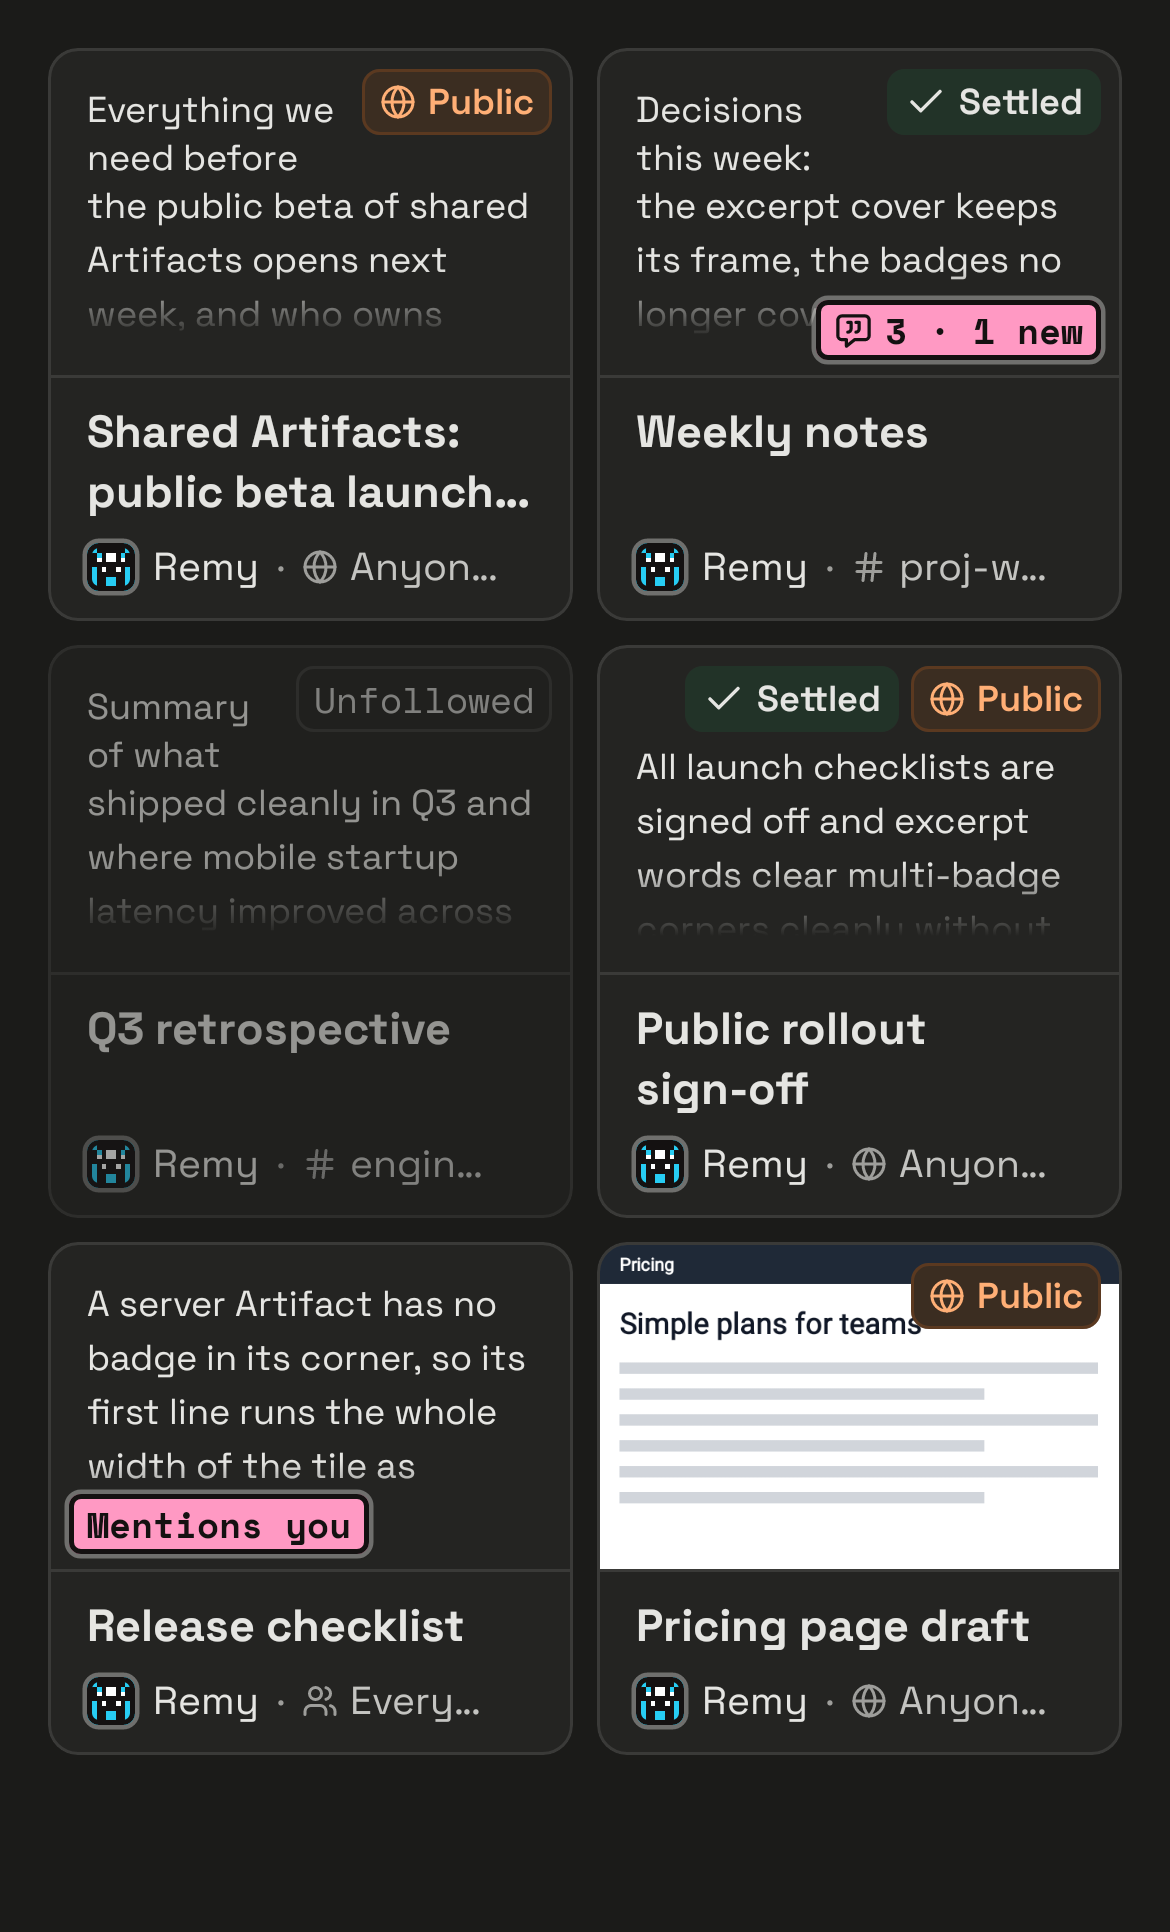 Everything we
need before
the public beta of shared
Artifacts opens next
week, and who owns
Public
Shared Artifacts:
public beta launch...
Remy · Anyon...
Decisions
this week:
the excerpt cover keeps
its frame, the badges no
longer cov
Settled
3 · 1 new
Weekly notes
Remy · # proj-w...
Summary
of what
shipped cleanly in Q3 and
where mobile startup
latency improved across
Unfollowed
Q3 retrospective
Remy · # engin...
Settled
Public
All launch checklists are
signed off and excerpt
words clear multi-badge
corners cleanly without
Public rollout
sign-off
Remy · Anyon...
A server Artifact has no
badge in its corner, so its
first line runs the whole
width of the tile as
Mentions you
Release checklist
Remy · Every...
Pricing
Public
Simple plans for teams
Pricing page draft
Remy · Anyon...